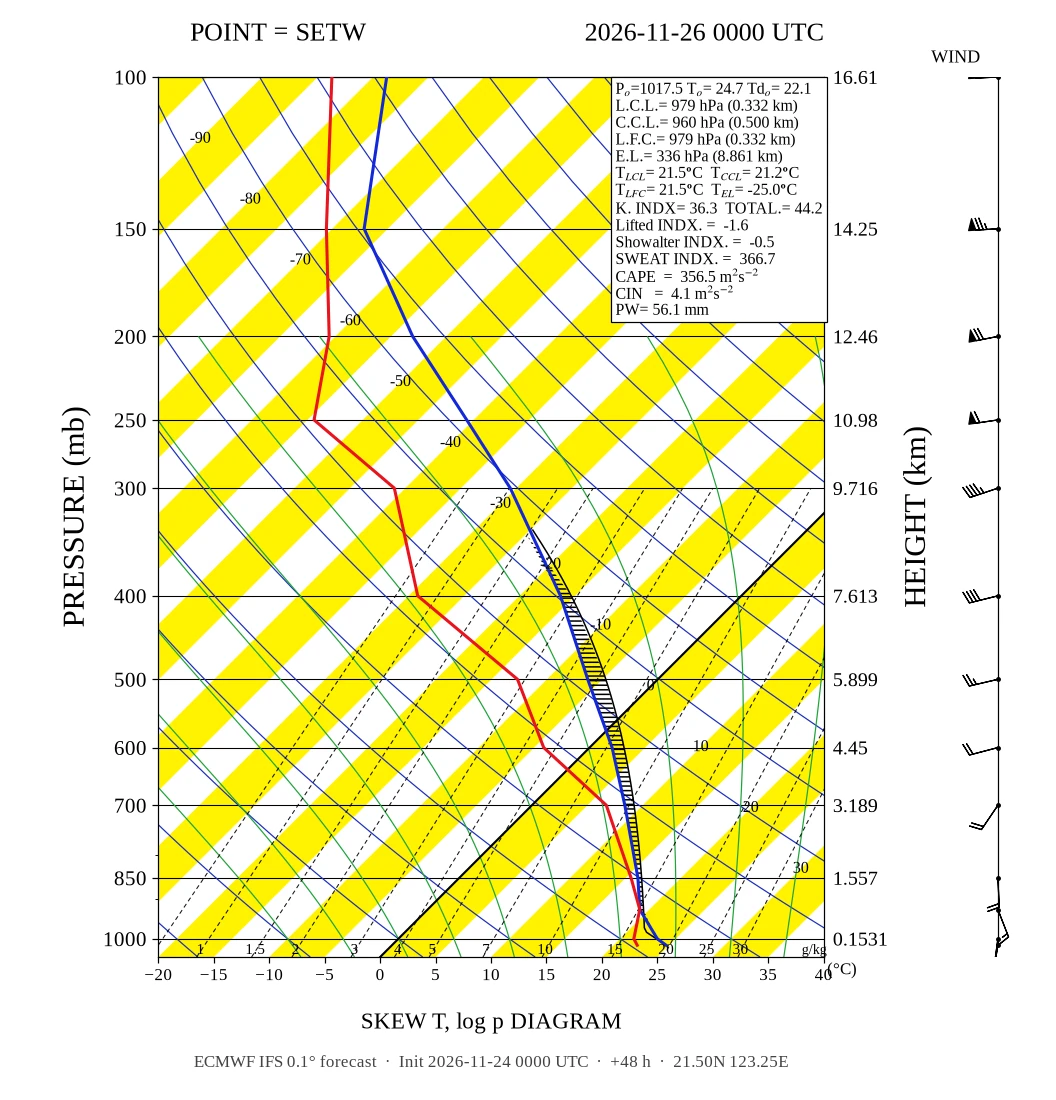 POINT = SETW
2026-11-26 0000 UTC
WIND
P₀=1017.5 T₀= 24.7 Td₀= 22.1
L.C.L.= 979 hPa (0.332 km)
C.C.L.= 960 hPa (0.500 km)
L.F.C.= 979 hPa (0.332 km)
E.L.= 336 hPa (8.861 km)
T_LCL= 21.5°C T_CCL= 21.2°C
T_LFC= 21.5°C T_EL= -25.0°C
K. INDX= 36.3 TOTAL.= 44.2
Lifted INDX. = -1.6
Showalter INDX. = -0.5
SWEAT INDX. = 366.7
CAPE = 356.5 m²s⁻²
CIN = 4.1 m²s⁻²
PW= 56.1 mm
100 16.61
-90
-80
150 14.25
-70
-60
200 12.46
-50
250 10.98
-40
300 9.716
-30
-20
400 7.613
-10
500 5.899
0
600 4.45
10
700 3.189
20
850 1.557
30
1000 0.1531
PRESSURE (mb)
HEIGHT (km)
1 1.5 2 3 4 5 7 10 15 20 25 30 g/kg
−20 −15 −10 −5 0 5 10 15 20 25 30 35 40 (°C)
SKEW T, log p DIAGRAM
ECMWF IFS 0.1° forecast · Init 2026-11-24 0000 UTC · +48 h · 21.50N 123.25E